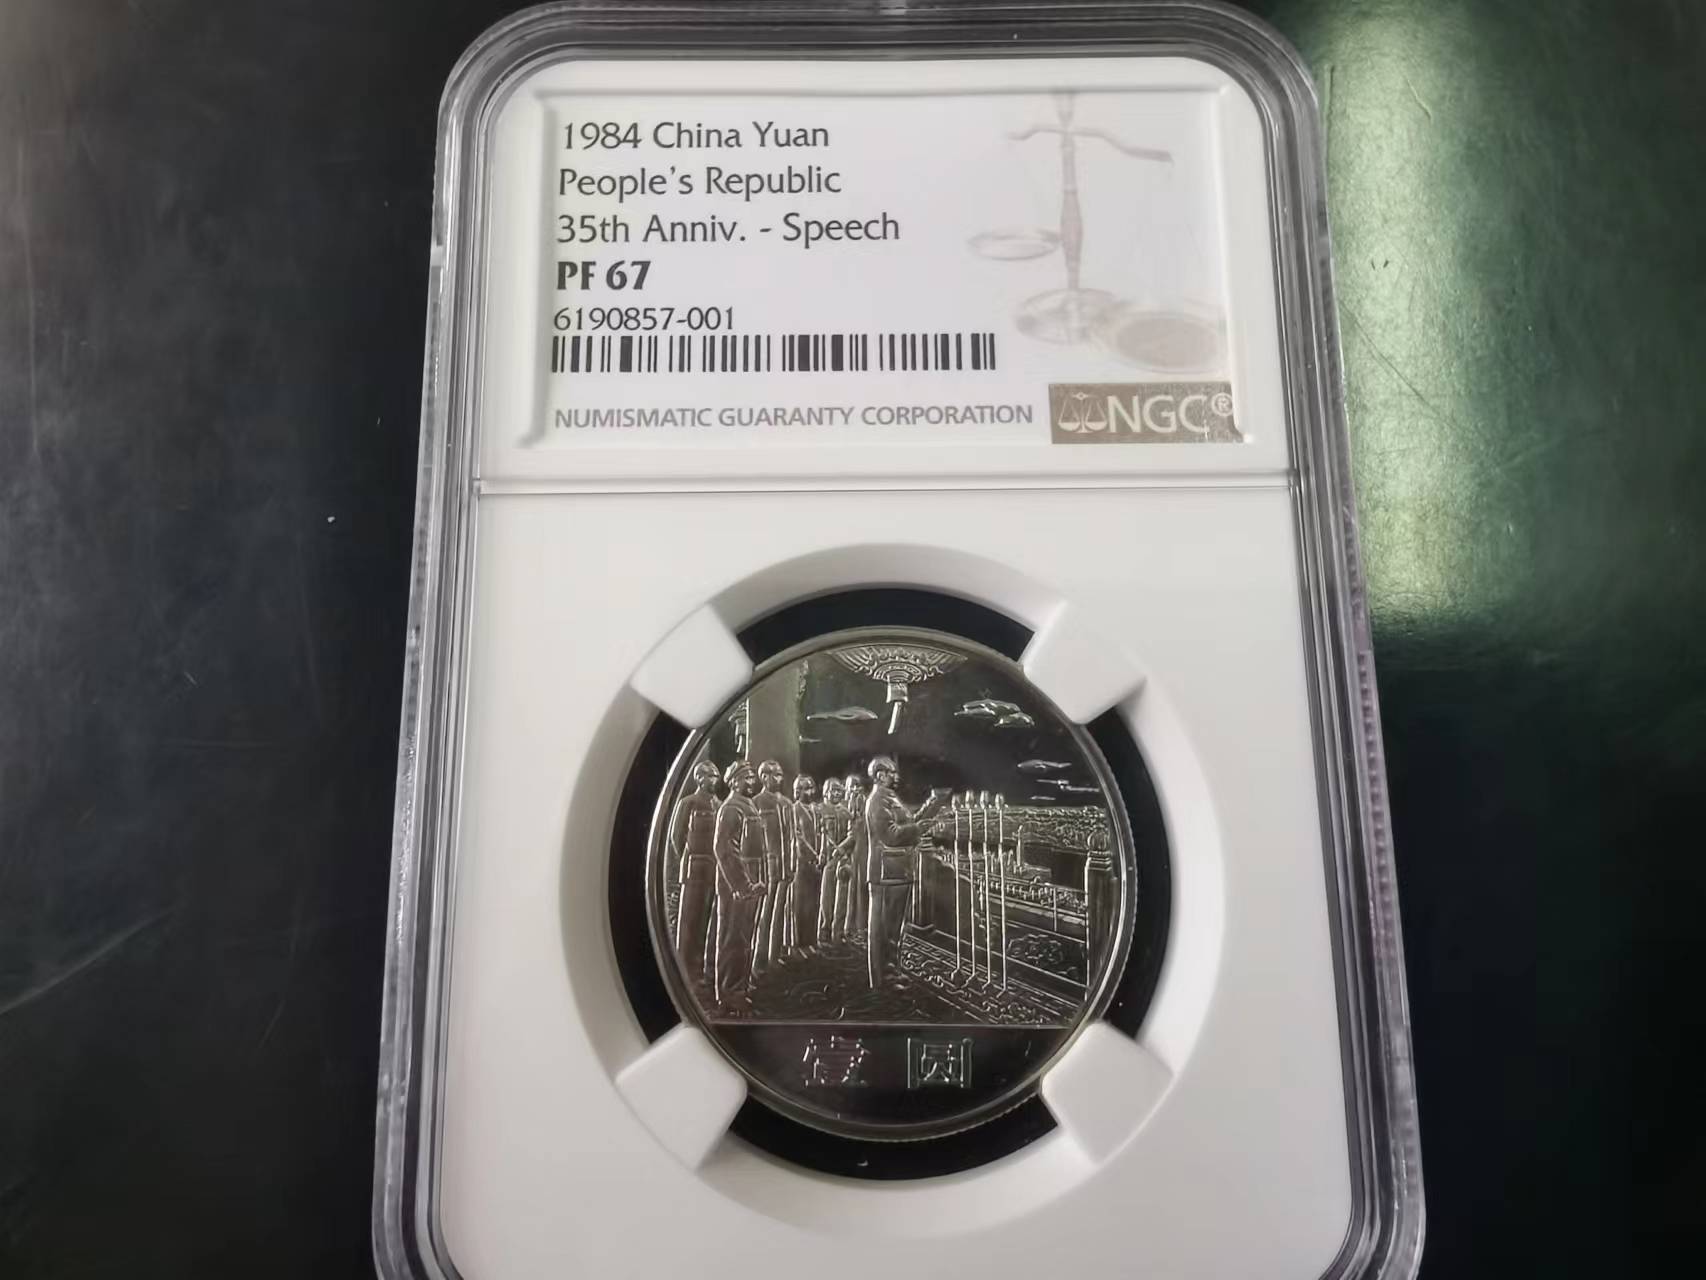 1984 China Yuan
People's Republic
35th Anniv. - Speech
PF 67
6190857-001
NUMISMATIC GUARANTY CORPORATION NGC®
壹圆